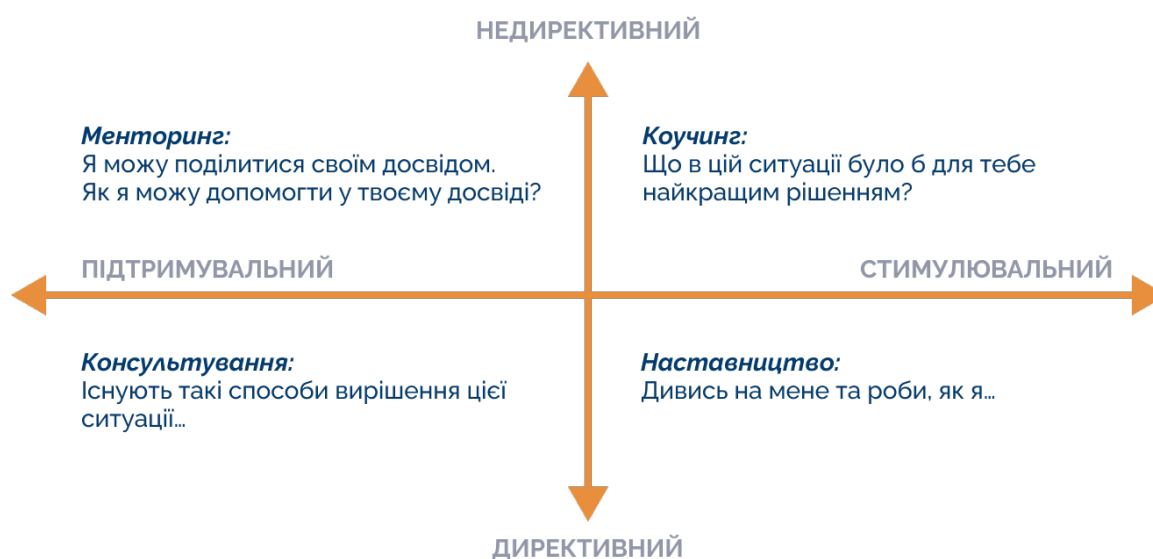 НЕДИРЕКТИВНИЙ
Менторинг:
Я можу поділитися своїм досвідом.
Як я можу допомогти у твоєму досвіді?
Коучинг:
Що в цій ситуації було б для тебе
найкращим рішенням?
ПІДТРИМУВАЛЬНИЙ
СТИМУЛЮВАЛЬНИЙ
Консультування:
Існують такі способи вирішення цієї
ситуації...
Наставництво:
Дивись на мене та роби, як я...
ДИРЕКТИВНИЙ